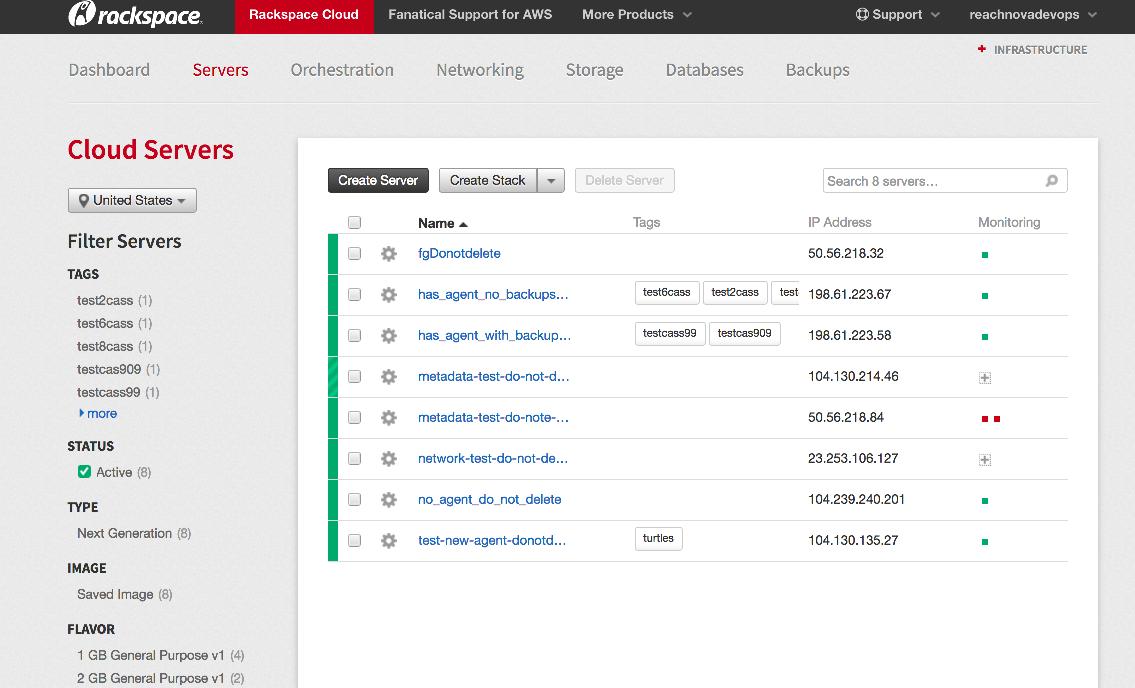 rackspace. Rackspace Cloud Fanatical Support for AWS More Products Support reachnovadevops
INFRASTRUCTURE
Dashboard Servers Orchestration Networking Storage Databases Backups
Cloud Servers
United States
Filter Servers
TAGS
test2cass (1)
test6cass (1)
test8cass (1)
testcas909 (1)
testcass99 (1)
more
STATUS
Active (8)
TYPE
Next Generation (8)
IMAGE
Saved Image (8)
FLAVOR
1 GB General Purpose v1 (4)
2 GB General Purpose v1 (2)
Create Server Create Stack Delete Server Search 8 servers...
Name Tags IP Address Monitoring
fgDonotdelete 50.56.218.32
has_agent_no_backups... test6cass test2cass test 198.61.223.67
has_agent_with_backup... testcass99 testcas909 198.61.223.58
metadata-test-do-not-d... 104.130.214.46
metadata-test-do-note-... 50.56.218.84
network-test-do-not-de... 23.253.106.127
no_agent_do_not_delete 104.239.240.201
test-new-agent-donotd... turtles 104.130.135.27